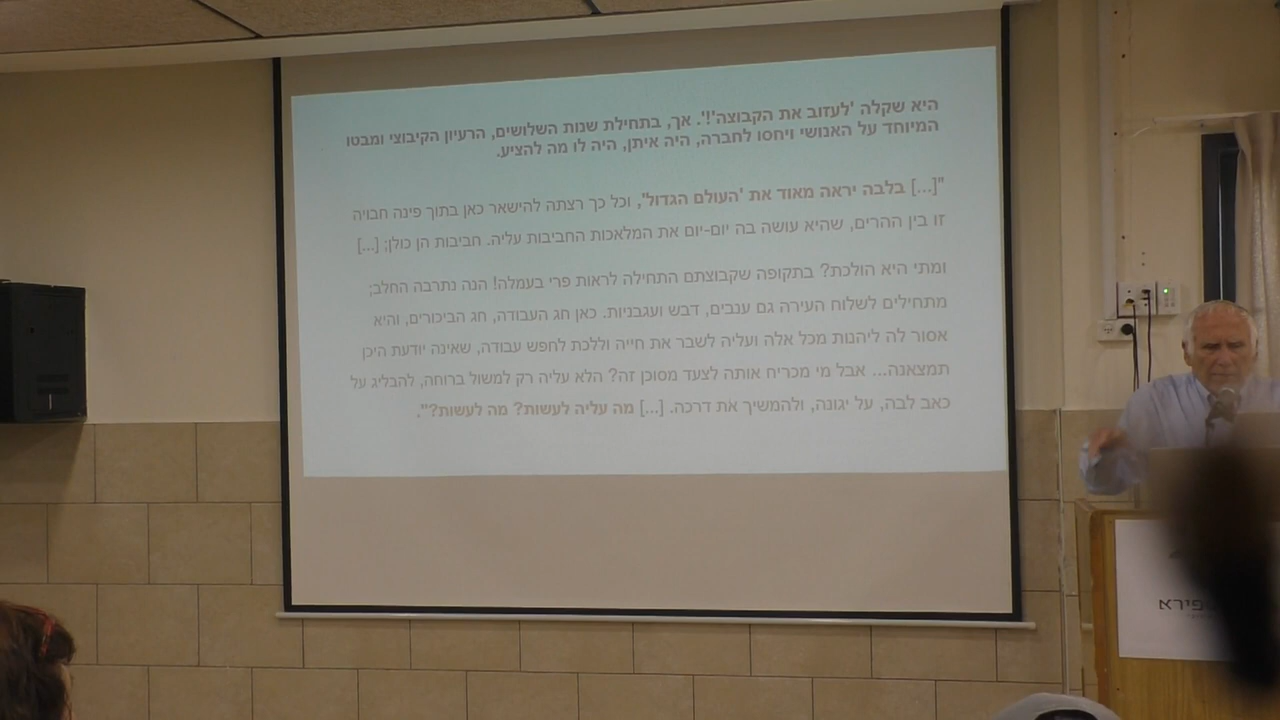 היא שקלה 'לעזוב את הקבוצה'!'. אך, בתחילת שנות השלושים, הרעיון הקיבוצי ומבטו
המיוחד על האנושי ויחסו לחברה, היה איתן, היה לו מה להציע.
"[...] בלבה יראה מאוד את 'העולם הגדול', וכל כך רצתה להישאר כאן בתוך פינה חבויה
זו בין ההרים, שהיא עושה בה יום-יום את המלאכות החביבות עליה. חביבות הן כולן; [...]
ומתי היא הולכת? בתקופה שקבוצתם התחילה לראות פרי בעמלה! הנה נתרבה החלב;
מתחילים לשלוח העירה גם ענבים, דבש ועגבניות. כאן חג העבודה, חג הביכורים, והיא
אסור לה ליהנות מכל אלה ועליה לשבר את חייה וללכת לחפש עבודה, שאינה יודעת היכן
תמצאנה... אבל מי מכריח אותה לצעד מסוכן זה? הלא עליה רק למשול ברוחה, להבליג על
כאב לבה, על יגונה, ולהמשיך את דרכה. [...] מה עליה לעשות? מה לעשות?".